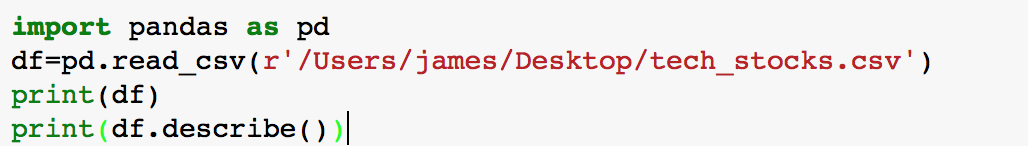 import pandas as pd
df=pd.read_csv(r'/Users/james/Desktop/tech_stocks.csv')
print(df)
print(df.describe())